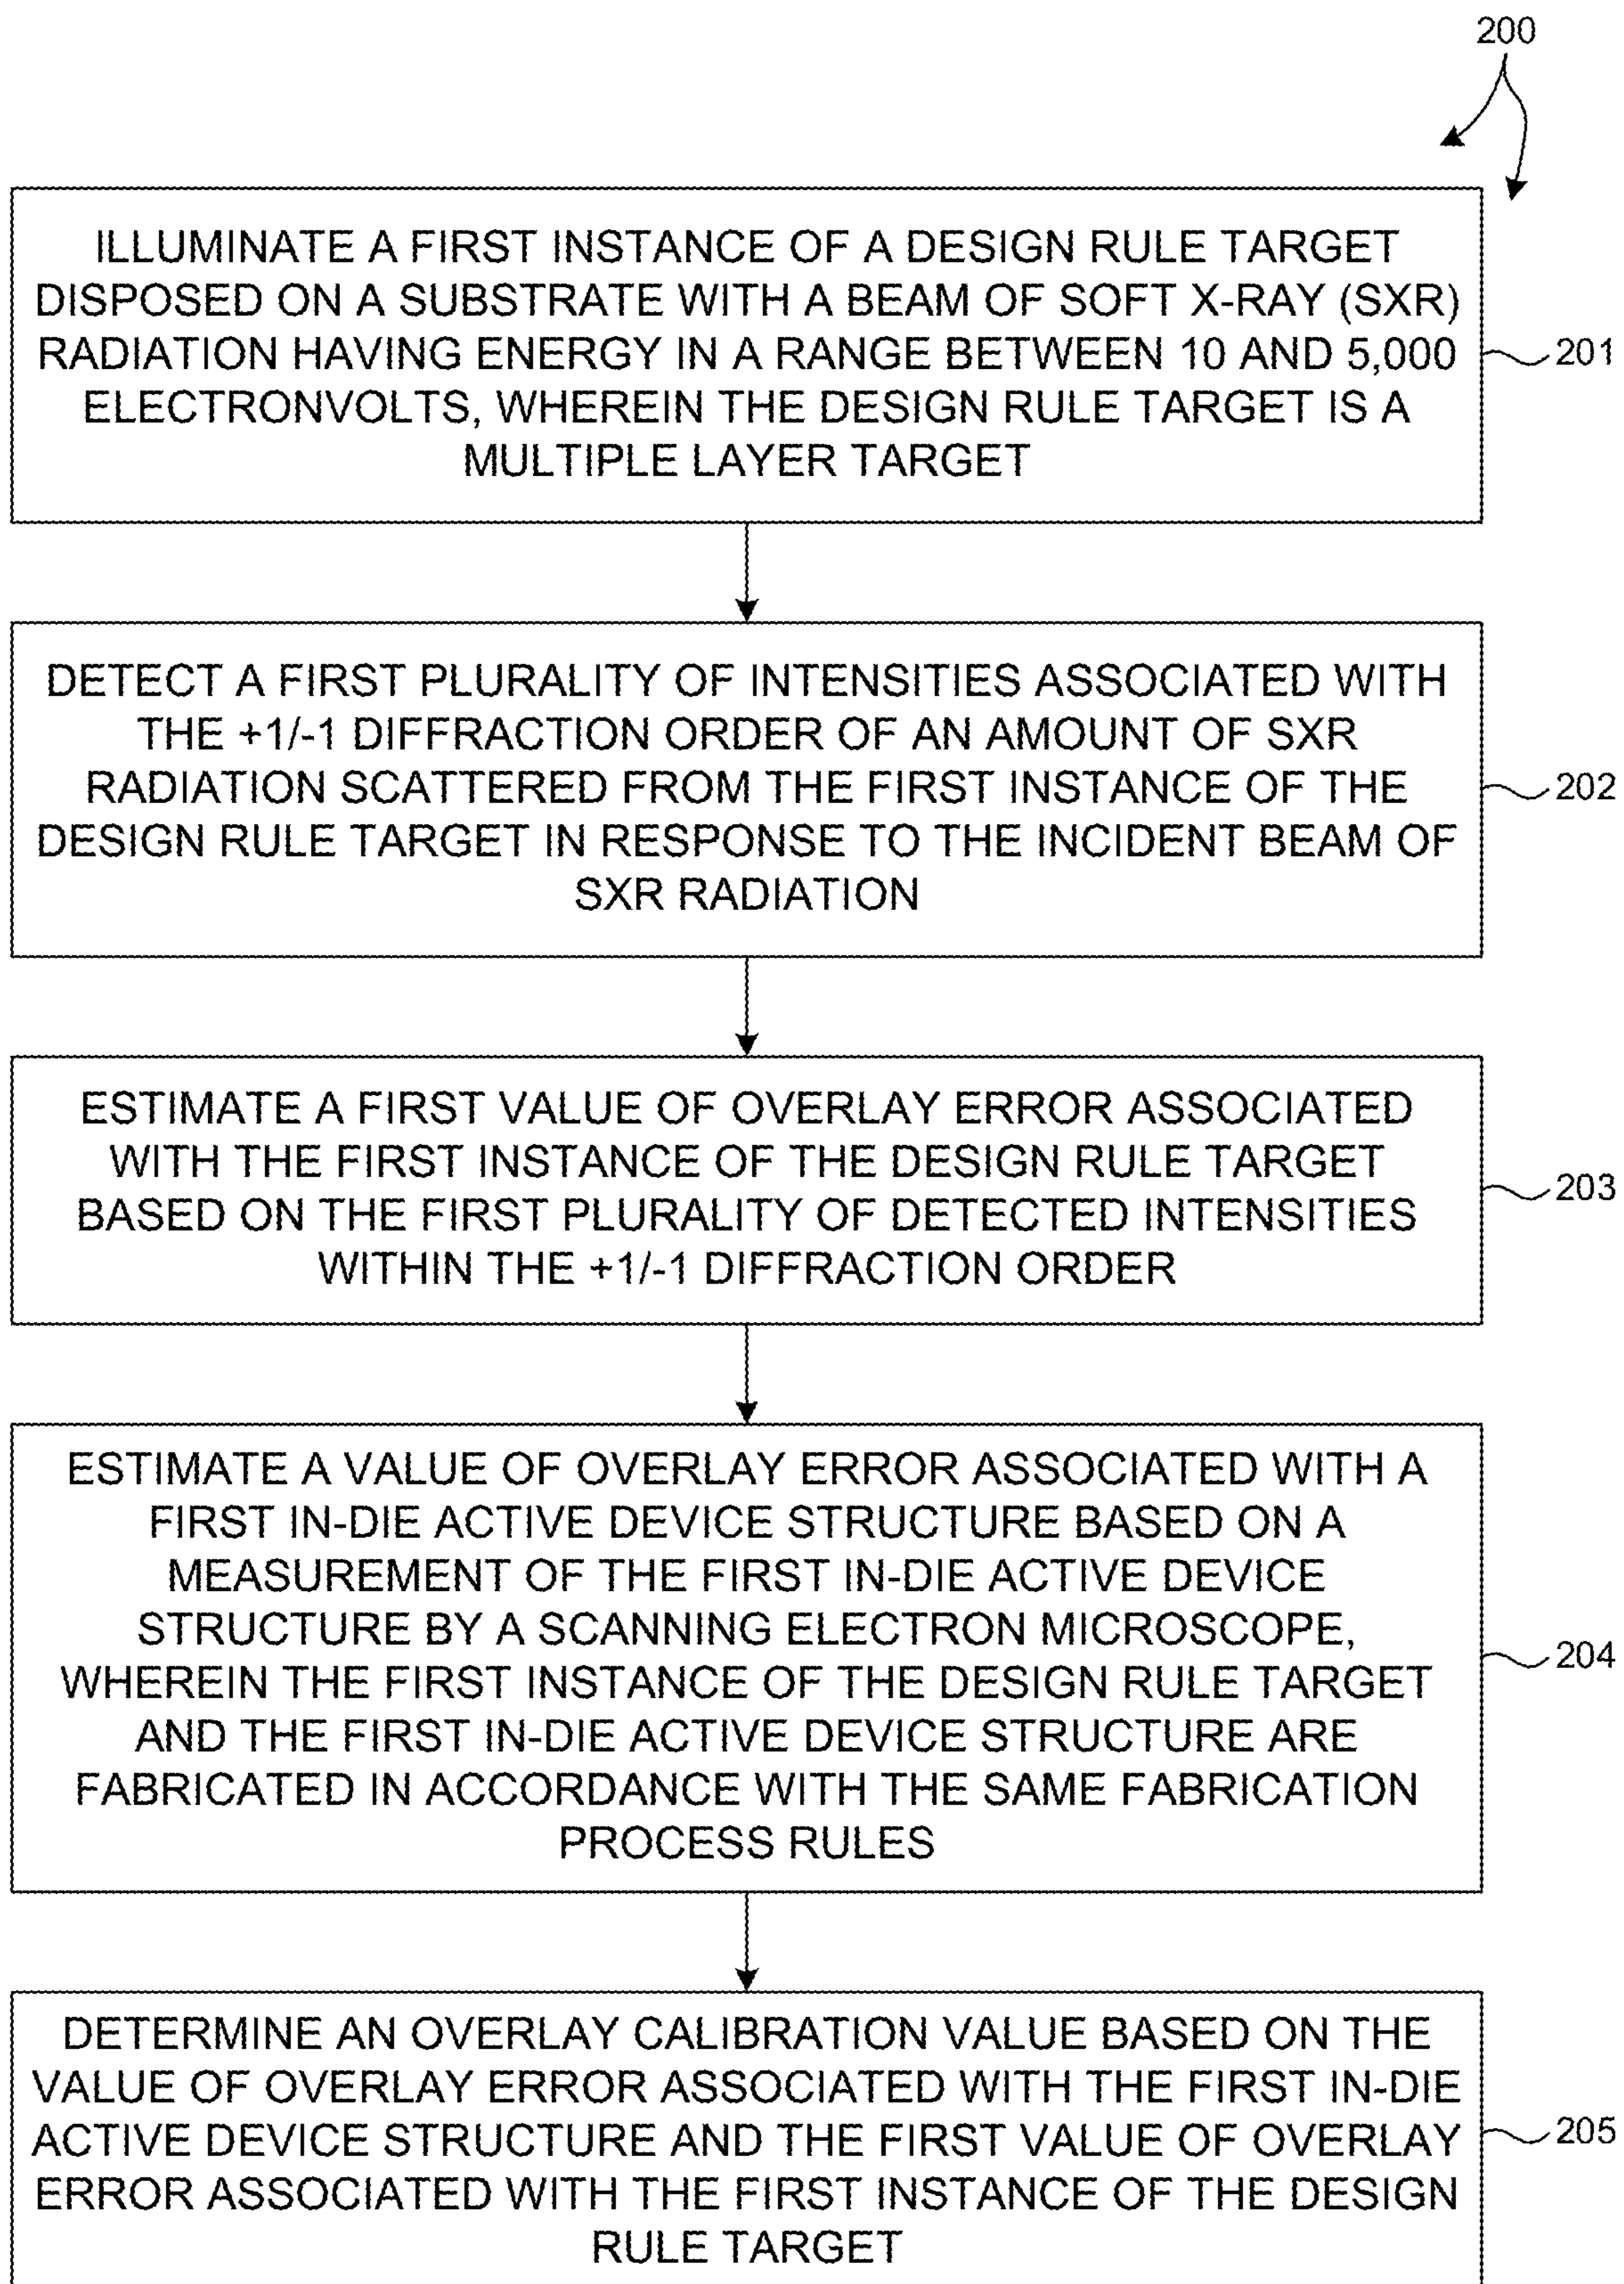 200
ILLUMINATE A FIRST INSTANCE OF A DESIGN RULE TARGET
DISPOSED ON A SUBSTRATE WITH A BEAM OF SOFT X-RAY (SXR)
RADIATION HAVING ENERGY IN A RANGE BETWEEN 10 AND 5,000
ELECTRONVOLTS, WHEREIN THE DESIGN RULE TARGET IS A
MULTIPLE LAYER TARGET
201
DETECT A FIRST PLURALITY OF INTENSITIES ASSOCIATED WITH
THE +1/-1 DIFFRACTION ORDER OF AN AMOUNT OF SXR
RADIATION SCATTERED FROM THE FIRST INSTANCE OF THE
DESIGN RULE TARGET IN RESPONSE TO THE INCIDENT BEAM OF
SXR RADIATION
202
ESTIMATE A FIRST VALUE OF OVERLAY ERROR ASSOCIATED
WITH THE FIRST INSTANCE OF THE DESIGN RULE TARGET
BASED ON THE FIRST PLURALITY OF DETECTED INTENSITIES
WITHIN THE +1/-1 DIFFRACTION ORDER
203
ESTIMATE A VALUE OF OVERLAY ERROR ASSOCIATED WITH A
FIRST IN-DIE ACTIVE DEVICE STRUCTURE BASED ON A
MEASUREMENT OF THE FIRST IN-DIE ACTIVE DEVICE
STRUCTURE BY A SCANNING ELECTRON MICROSCOPE,
WHEREIN THE FIRST INSTANCE OF THE DESIGN RULE TARGET
AND THE FIRST IN-DIE ACTIVE DEVICE STRUCTURE ARE
FABRICATED IN ACCORDANCE WITH THE SAME FABRICATION
PROCESS RULES
204
DETERMINE AN OVERLAY CALIBRATION VALUE BASED ON THE
VALUE OF OVERLAY ERROR ASSOCIATED WITH THE FIRST IN-DIE
ACTIVE DEVICE STRUCTURE AND THE FIRST VALUE OF OVERLAY
ERROR ASSOCIATED WITH THE FIRST INSTANCE OF THE DESIGN
RULE TARGET
205